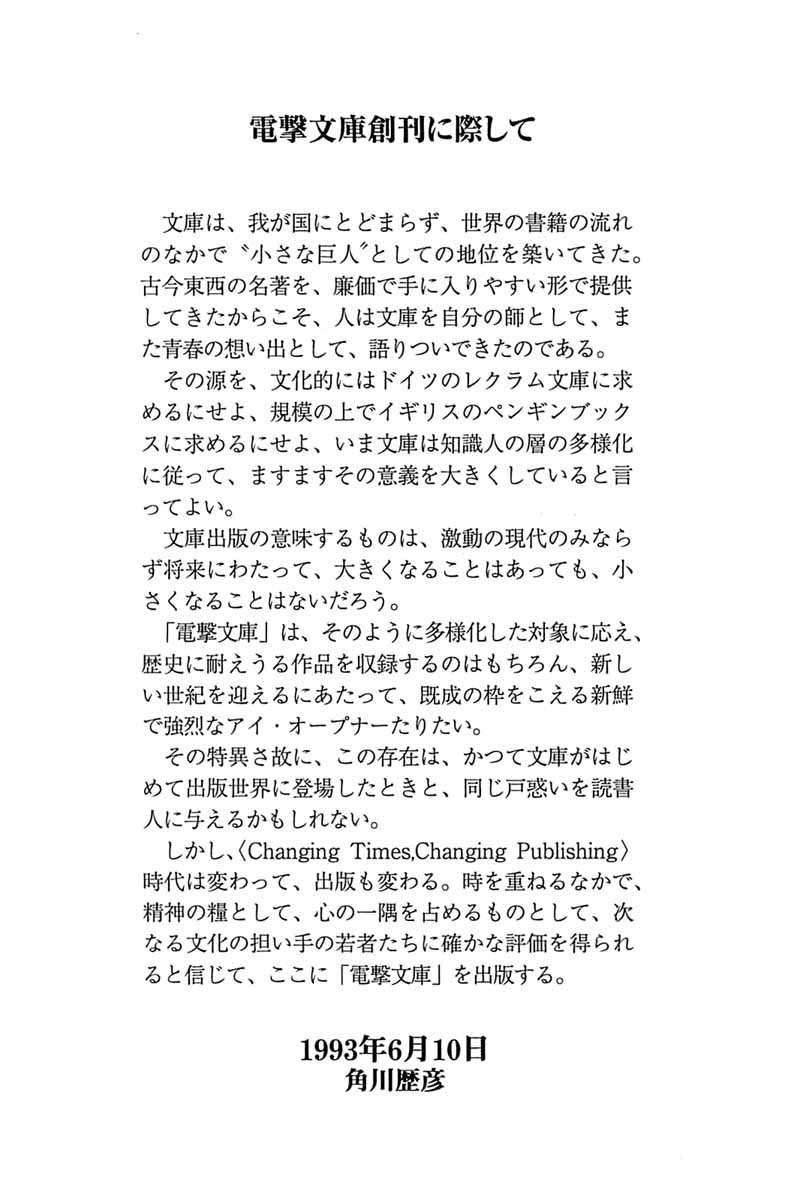 電撃文庫創刊に際して
文庫は、我が国にとどまらず、世界の書籍の流れ
のなかで〝小さな巨人〟としての地位を築いてきた。
古今東西の名著を、廉価で手に入りやすい形で提供
してきたからこそ、人は文庫を自分の師として、ま
た青春の想い出として、語りついできたのである。
その源を、文化的にはドイツのレクラム文庫に求
めるにせよ、規模の上でイギリスのペンギンブック
スに求めるにせよ、いま文庫は知識人の層の多様化
に従って、ますますその意義を大きくしていると言
ってよい。
文庫出版の意味するものは、激動の現代のみなら
ず将来にわたって、大きくなることはあっても、小
さくなることはないだろう。
「電撃文庫」は、そのように多様化した対象に応え、
歴史に耐えうる作品を収録するのはもちろん、新し
い世紀を迎えるにあたって、既成の枠をこえる新鮮
で強烈なアイ・オープナーたりたい。
その特異さ故に、この存在は、かつて文庫がはじ
めて出版世界に登場したときと、同じ戸惑いを読書
人に与えるかもしれない。
しかし、〈Changing Times,Changing Publishing〉
時代は変わって、出版も変わる。時を重ねるなかで、
精神の糧として、心の一隅を占めるものとして、次
なる文化の担い手の若者たちに確かな評価を得られ
ると信じて、ここに「電撃文庫」を出版する。
1993年6月10日
角川歴彦